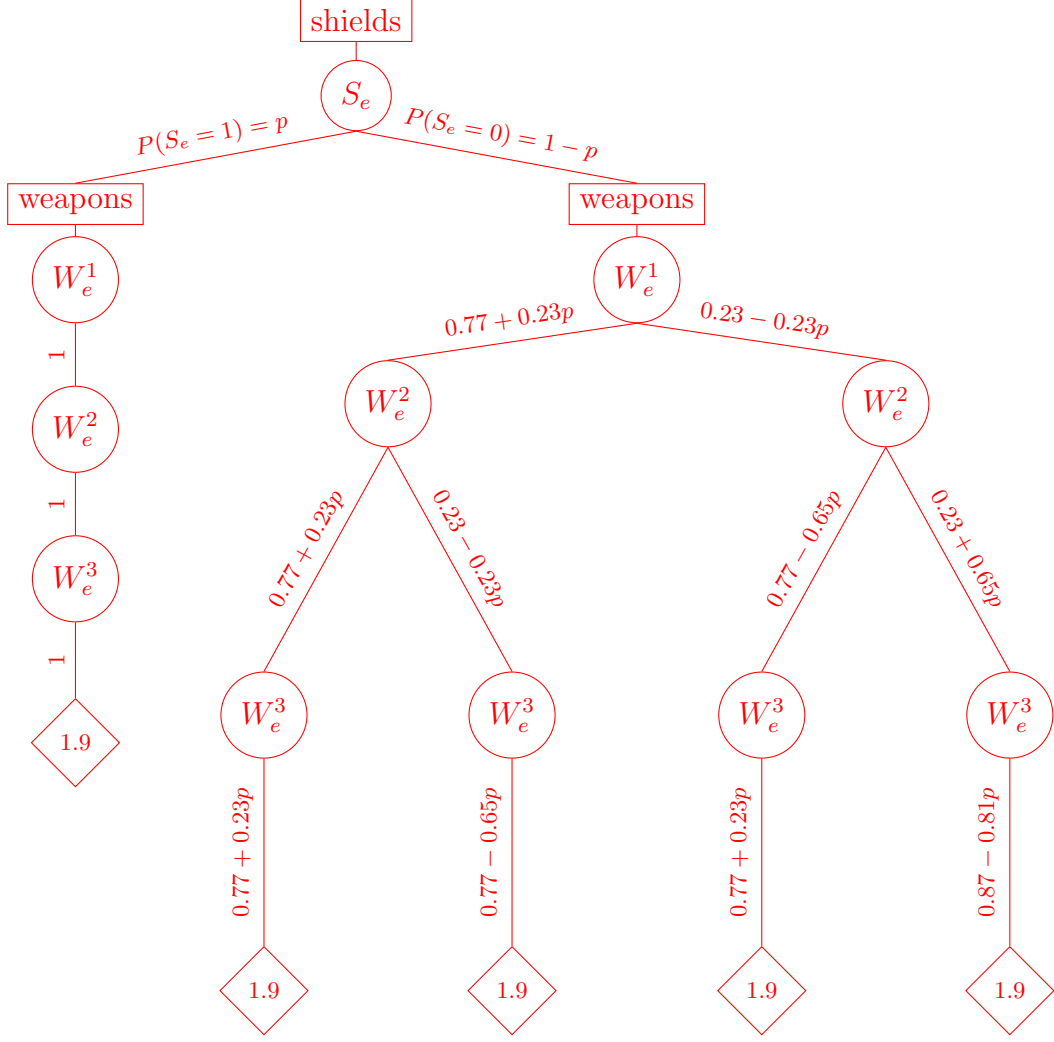 shields
S_e
P(S_e = 1) = p
P(S_e = 0) = 1 − p
weapons
weapons
W_e^1
W_e^1
0.77 + 0.23p
0.23 − 0.23p
1
W_e^2
W_e^2
W_e^2
1
0.77 + 0.23p
0.23 − 0.23p
0.77 − 0.65p
0.23 + 0.65p
W_e^3
1
W_e^3
W_e^3
W_e^3
W_e^3
1.9
0.77 + 0.23p
0.77 − 0.65p
0.77 + 0.23p
0.87 − 0.81p
1.9
1.9
1.9
1.9